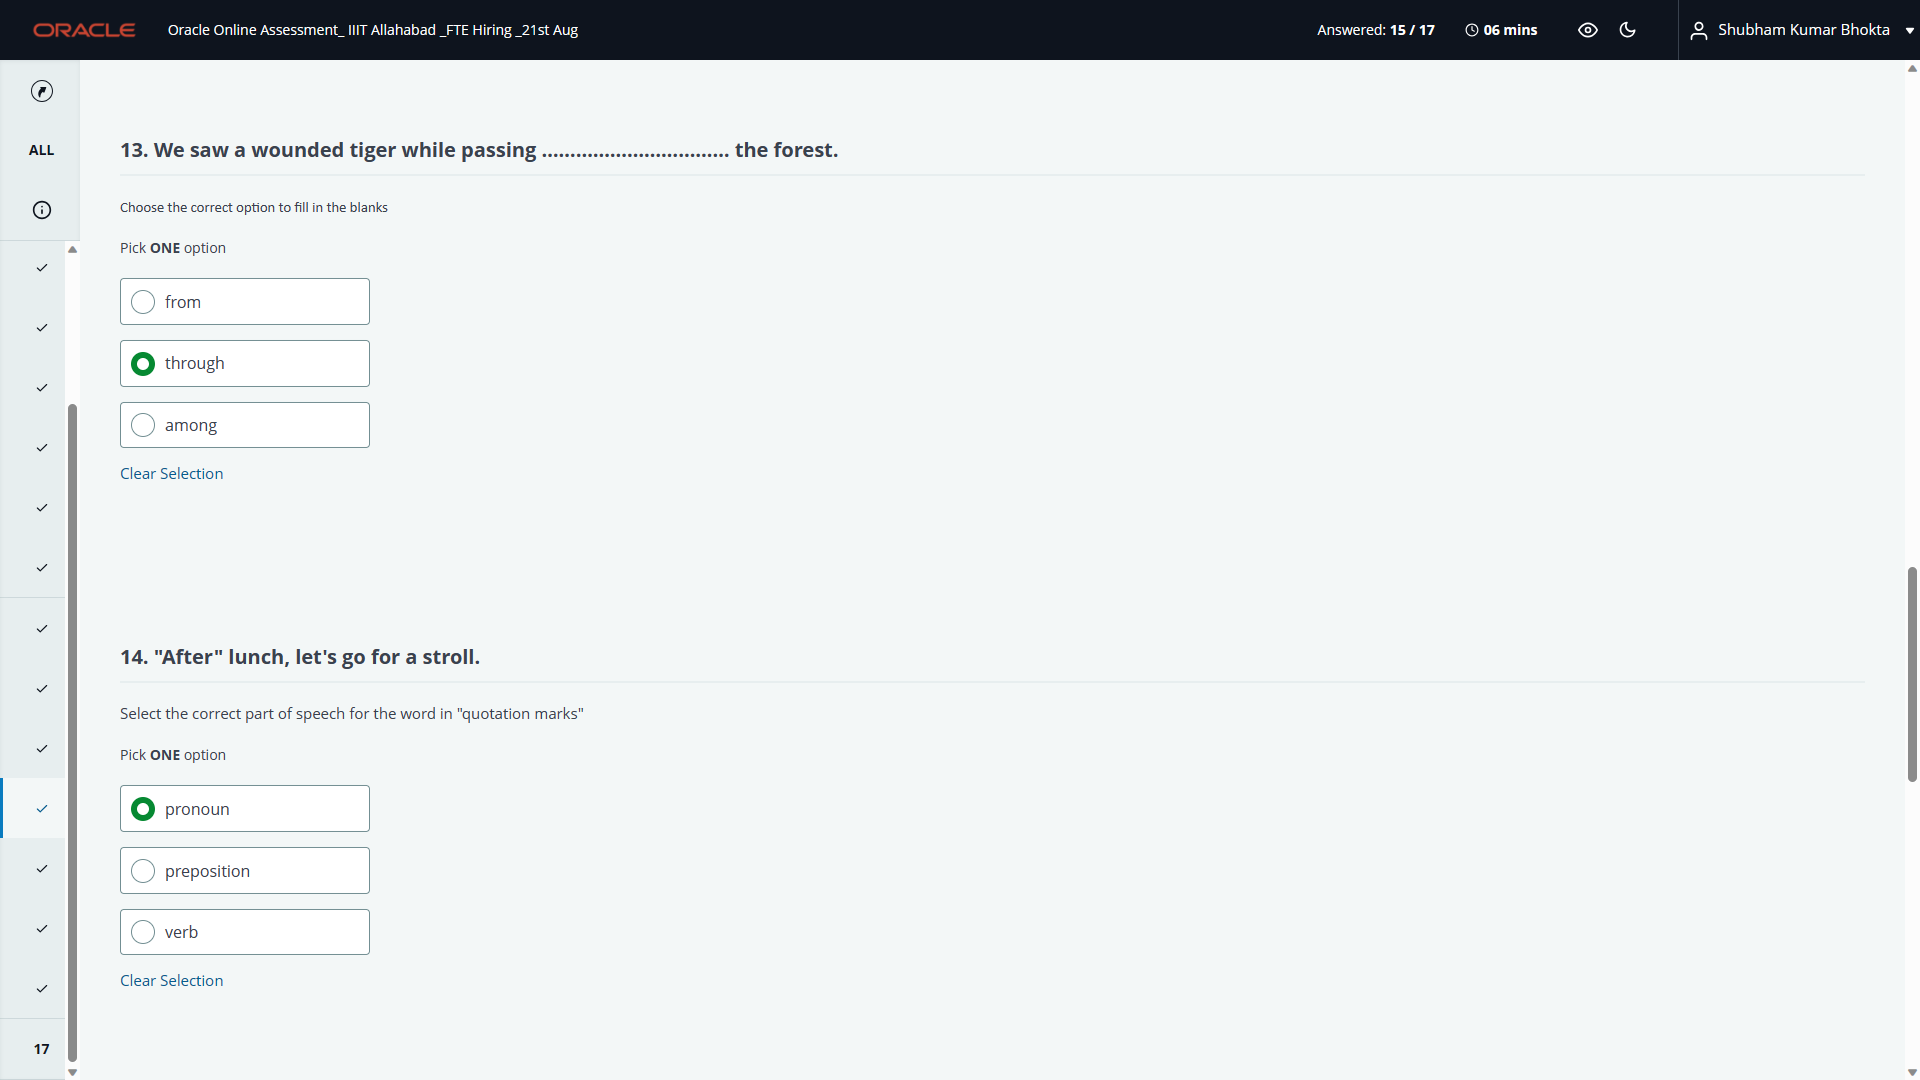 ORACLE
Oracle Online Assessment_ IIIT Allahabad _FTE Hiring _21st Aug
Answered: 15 / 17
06 mins
Shubham Kumar Bhokta
ALL
13. We saw a wounded tiger while passing ................................. the forest.
Choose the correct option to fill in the blanks
Pick ONE option
from
through
among
Clear Selection
14. "After" lunch, let's go for a stroll.
Select the correct part of speech for the word in "quotation marks"
Pick ONE option
pronoun
preposition
verb
Clear Selection
17